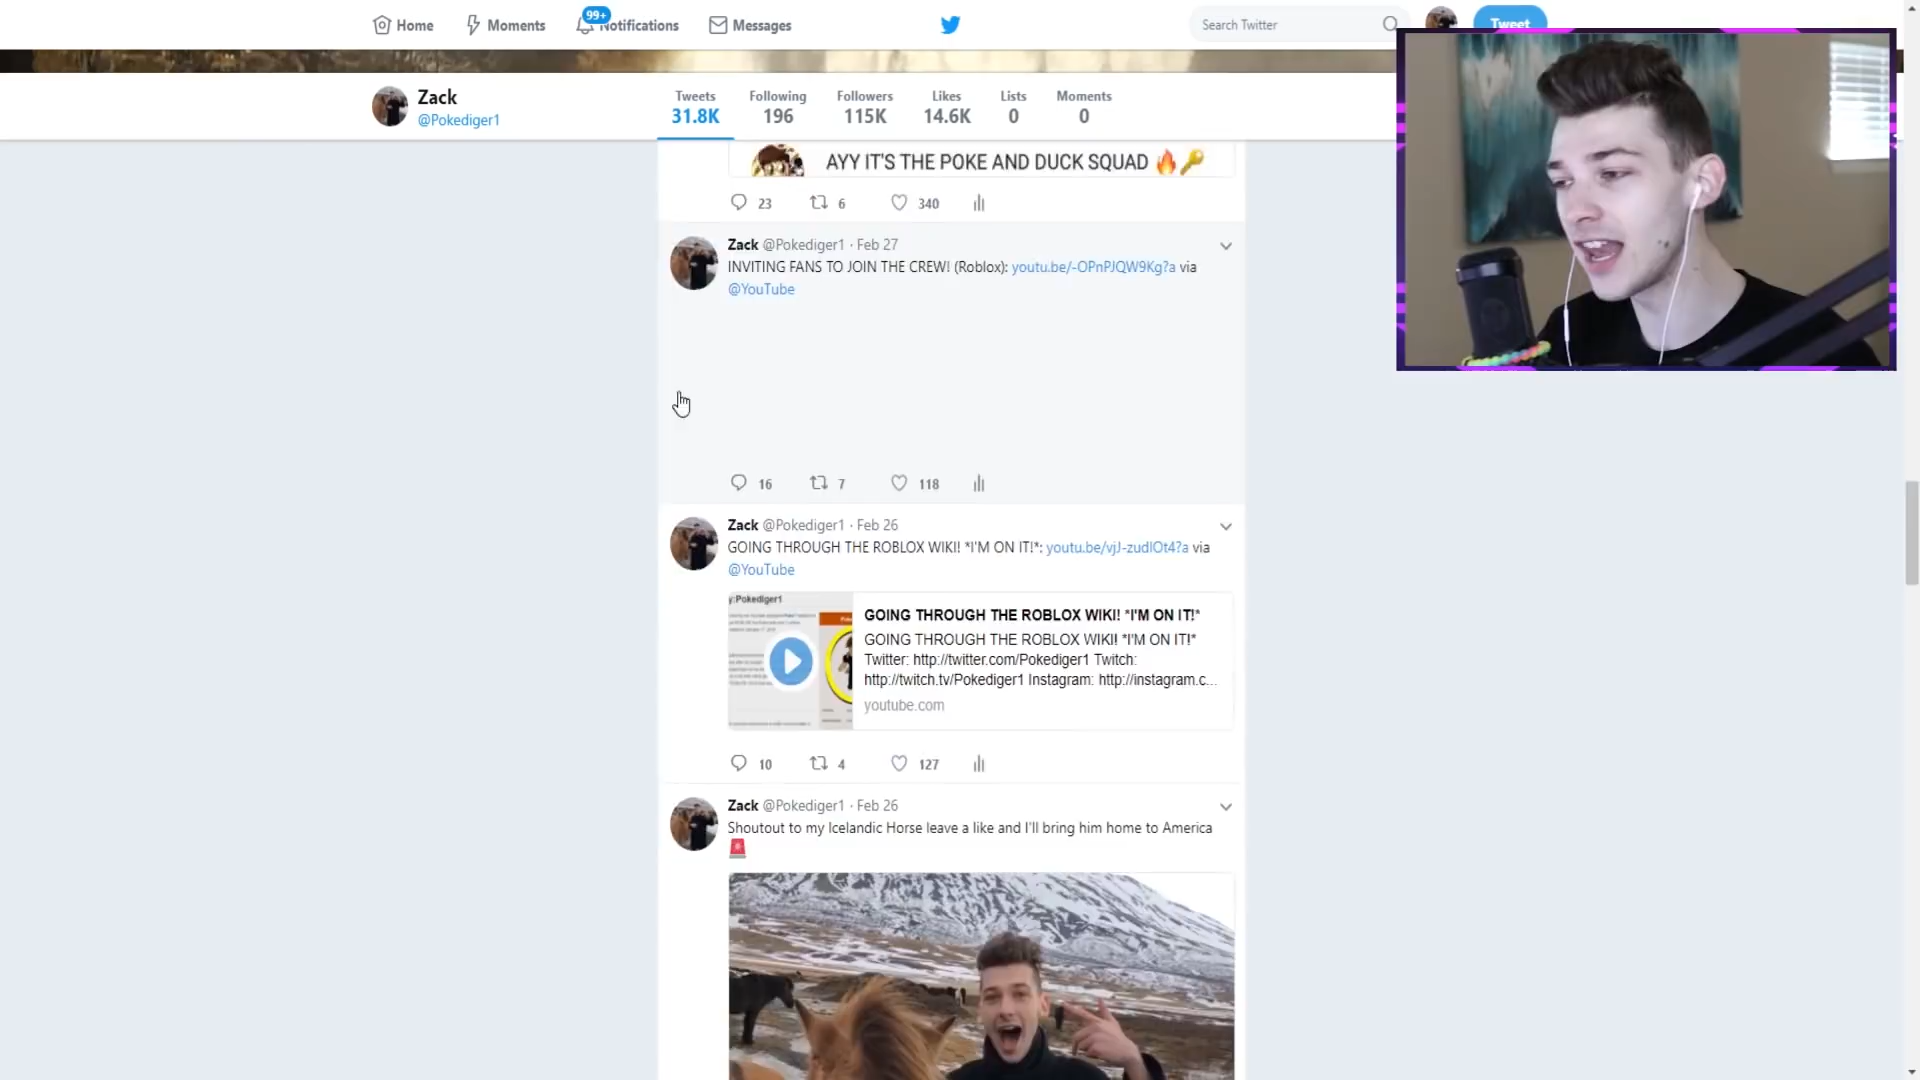 Home
Moments
99+
Notifications
Messages
Search Twitter
Tweet
Zack
@Pokediger1
Tweets
31.8K
Following
196
Followers
115K
Likes
14.6K
Lists
0
Moments
0
AYY IT'S THE POKE AND DUCK SQUAD
23
6
340
Zack @Pokediger1 · Feb 27
INVITING FANS TO JOIN THE CREW! (Roblox): youtu.be/-OPnPJQW9Kg?a via
@YouTube
16
7
118
Zack @Pokediger1 · Feb 26
GOING THROUGH THE ROBLOX WIKI! *I'M ON IT!*: youtu.be/vjJ-zudIOt4?a via
@YouTube
y:Pokediger1
GOING THROUGH THE ROBLOX WIKI! *I'M ON IT!*
GOING THROUGH THE ROBLOX WIKI! *I'M ON IT!*
Twitter: http://twitter.com/Pokediger1 Twitch:
http://twitch.tv/Pokediger1 Instagram: http://instagram.c...
youtube.com
10
4
127
Zack @Pokediger1 · Feb 26
Shoutout to my Icelandic Horse leave a like and I'll bring him home to America